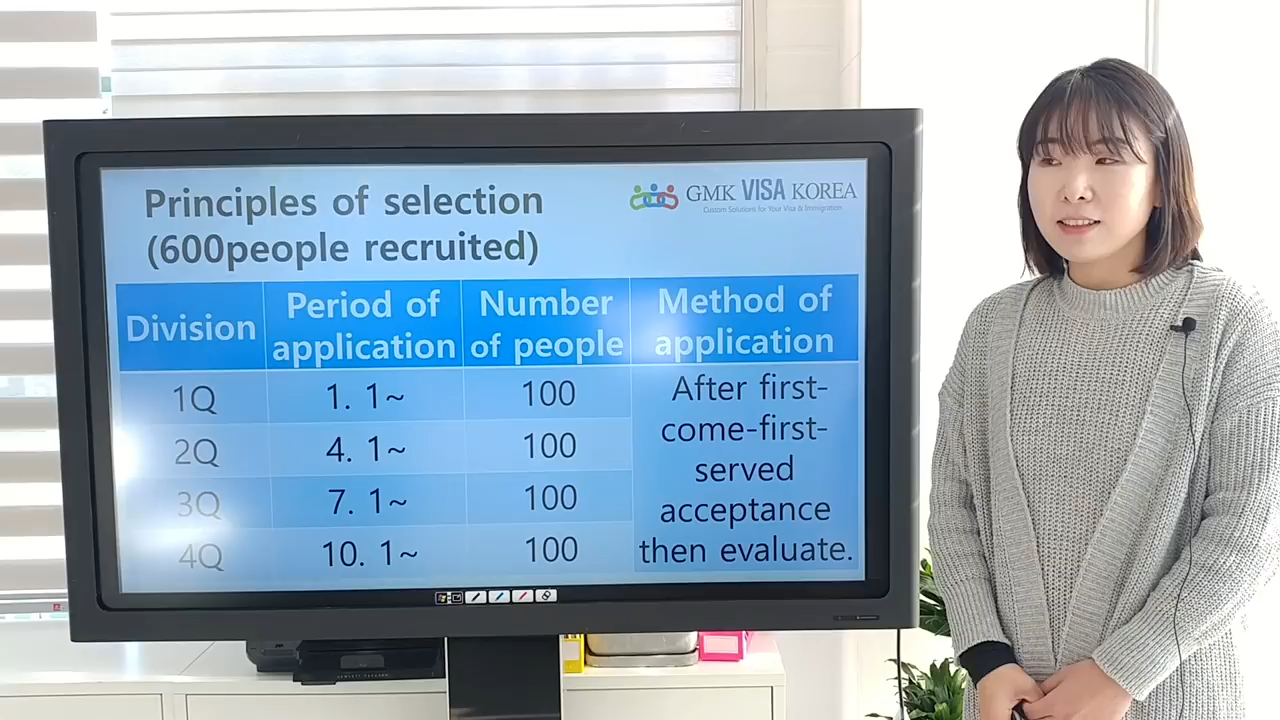 Principles of selection
(600people recruited)
GMK VISA KOREA
Custom Solutions for Your Visa & Immigration
Division
Period of
application
Number
of people
Method of
application
1Q
1. 1~
100
2Q
4. 1~
100
3Q
7. 1~
100
4Q
10. 1~
100
After first-
come-first-
served
acceptance
then evaluate.
HEWLETT-PACKARD